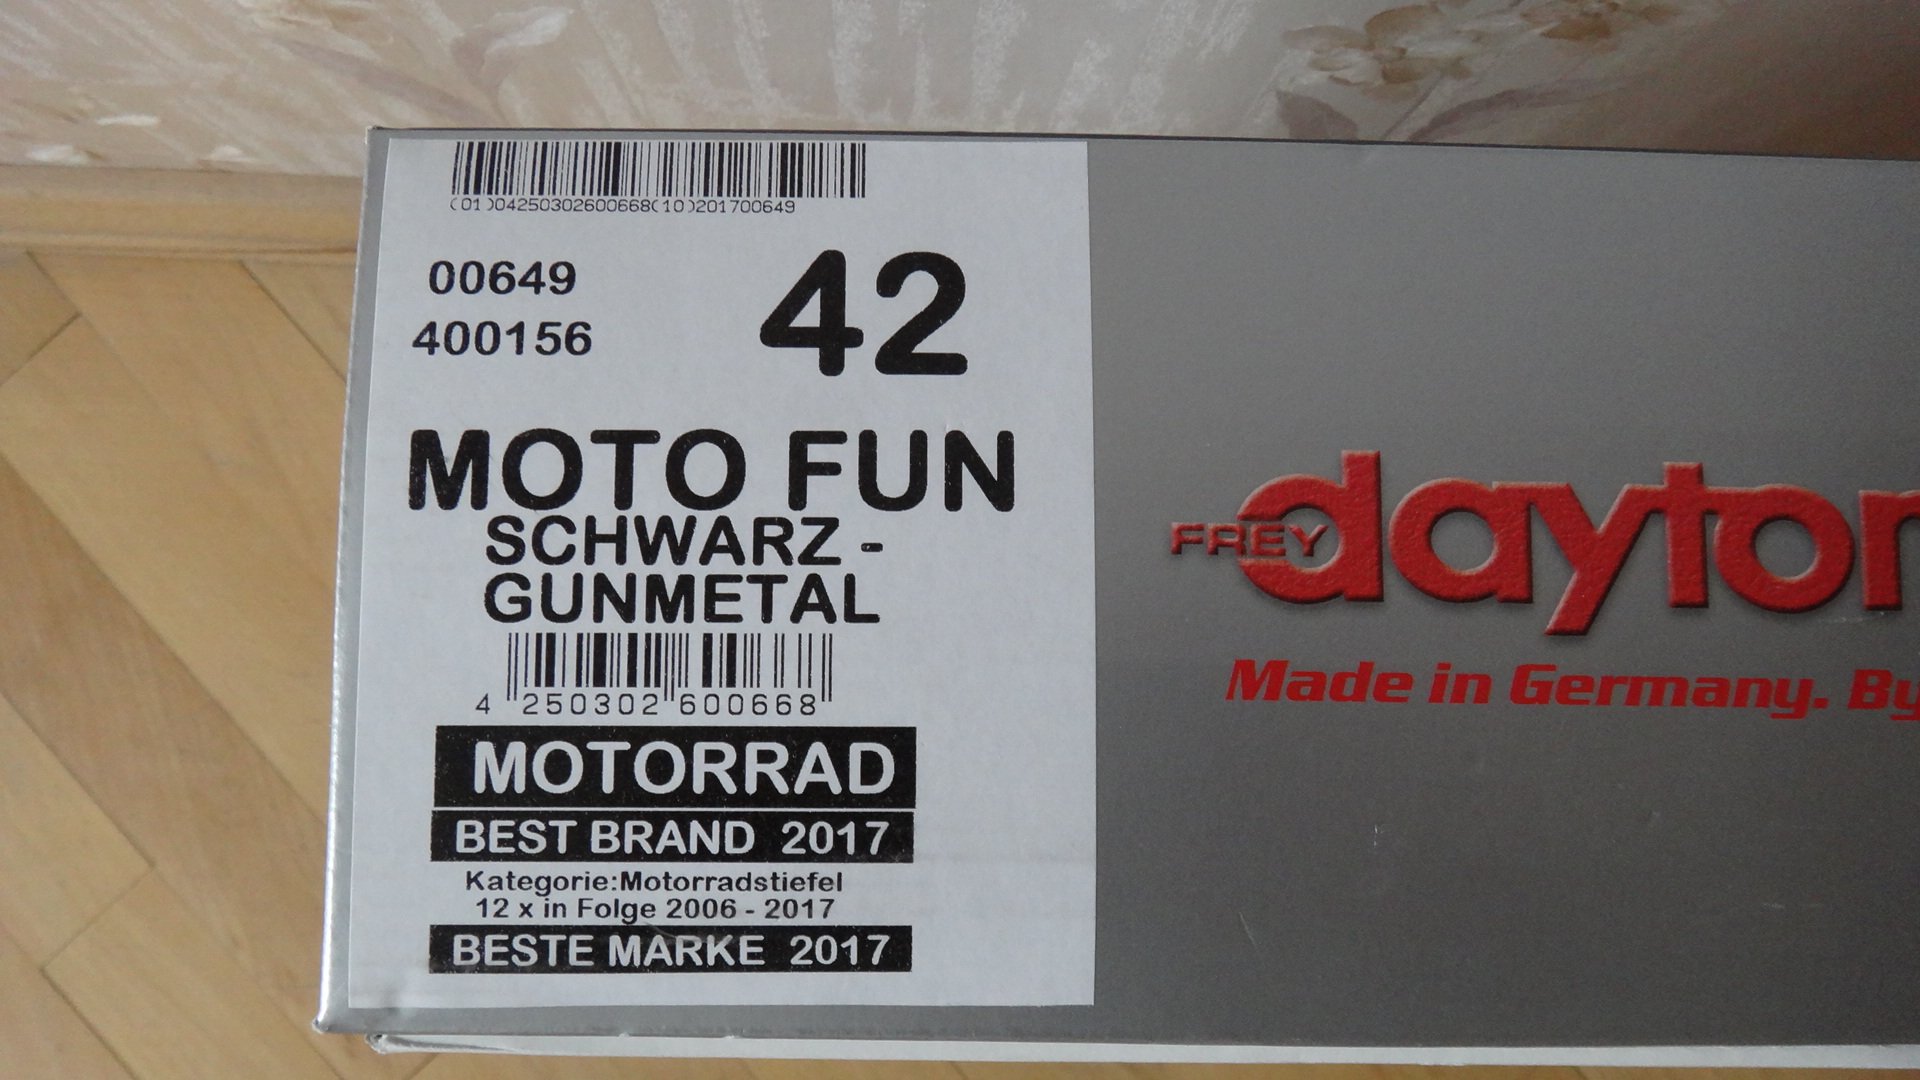 (01)04250302600668(10)201700649
00649
42
400156
MOTO FUN
SCHWARZ -
GUNMETAL
4 250302 600668
MOTORRAD
BEST BRAND 2017
Kategorie:Motorradstiefel
12 x in Folge 2006 - 2017
BESTE MARKE 2017
FREY
Made in Germany. By